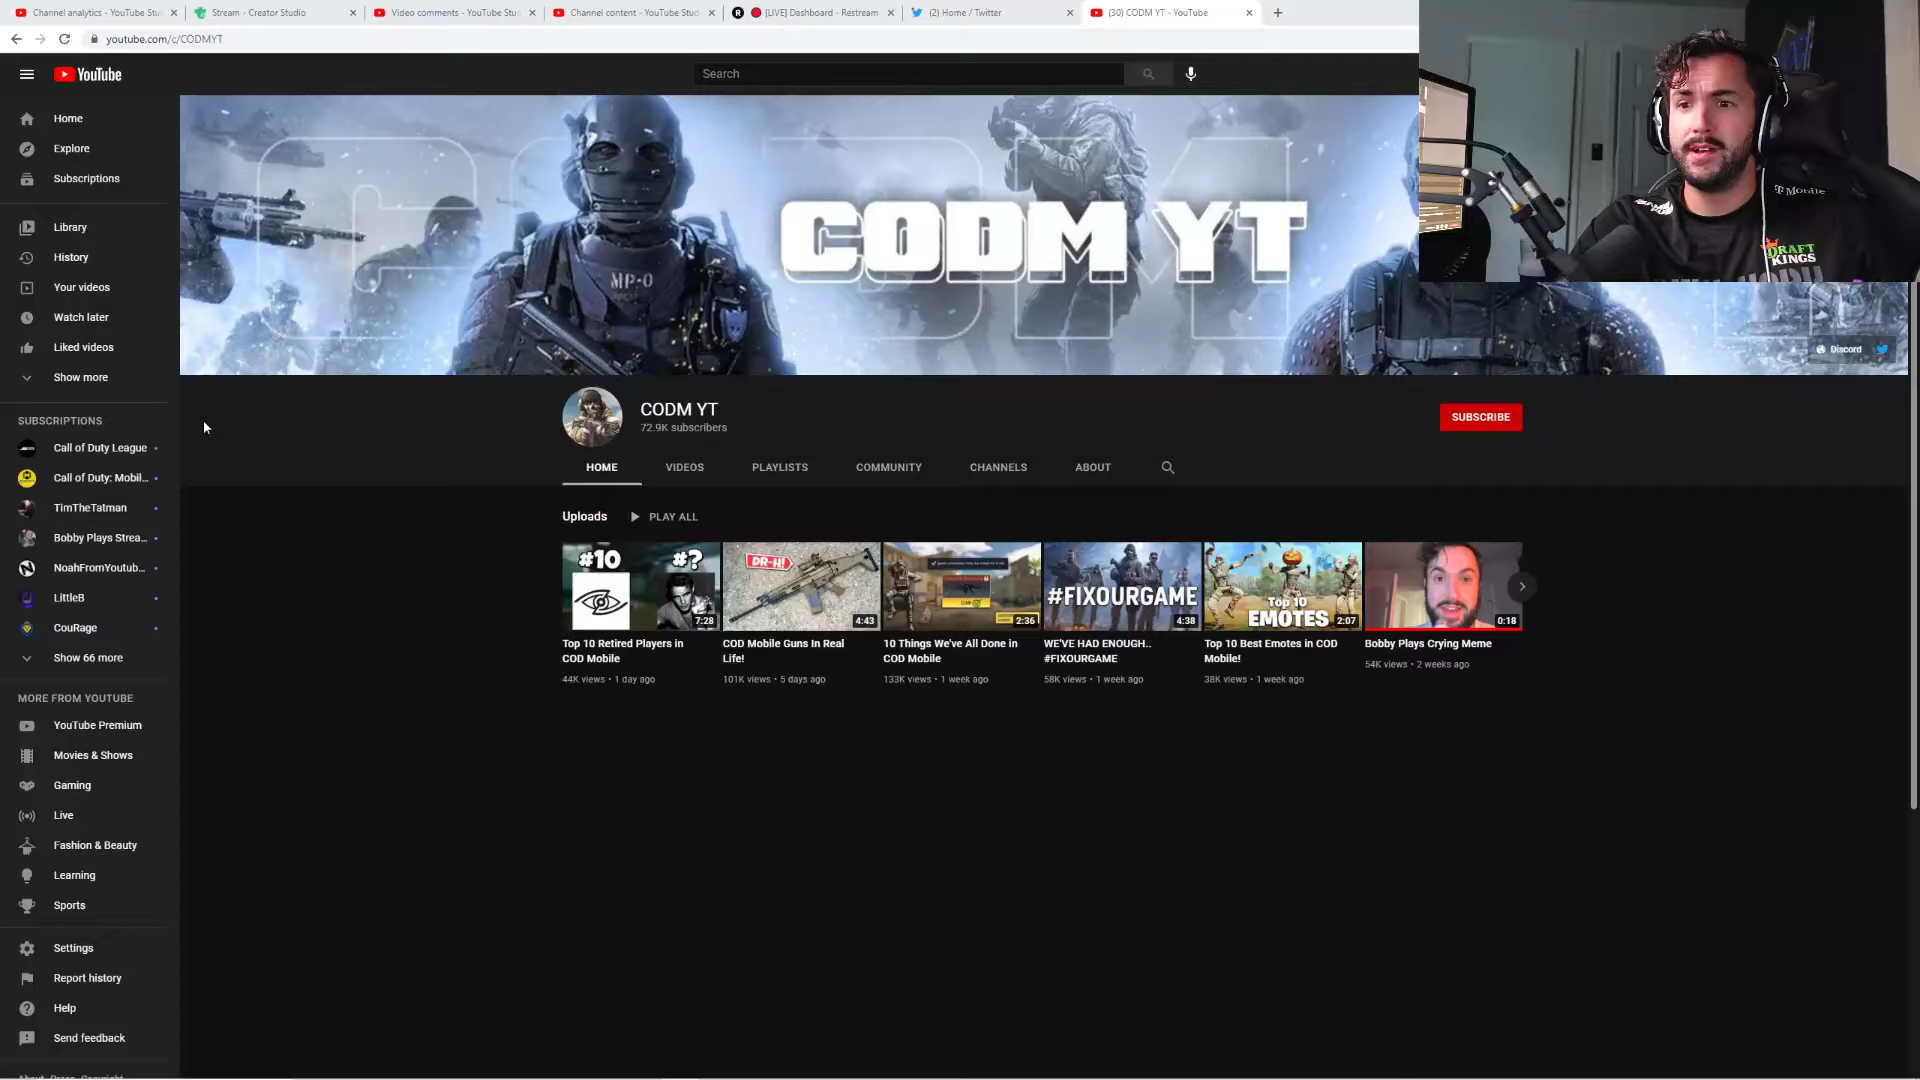 Channel analytics - YouTube Stu
Stream - Creator Studio
Video comments - YouTube Stu
Channel content - YouTube Stu
[LIVE] Dashboard - Restream
(2) Home / Twitter
(30) CODM YT - YouTube
youtube.com/c/CODMYT
YouTube
Search
Home
Explore
Subscriptions
Library
History
Your videos
Watch later
Liked videos
Show more
SUBSCRIPTIONS
Call of Duty League
Call of Duty: Mobil...
TimTheTatman
Bobby Plays Strea...
NoahFromYoutub...
LittleB
CouRage
Show 66 more
MORE FROM YOUTUBE
YouTube Premium
Movies & Shows
Gaming
Live
Fashion & Beauty
Learning
Sports
Settings
Report history
Help
Send feedback
CODM YT
MP-0
Discord
T Mobile
DRAFT
KINGS
CODM YT
72.9K subscribers
SUBSCRIBE
HOME
VIDEOS
PLAYLISTS
COMMUNITY
CHANNELS
ABOUT
Uploads
PLAY ALL
#10 #?
7:28
Top 10 Retired Players in
COD Mobile
44K views • 1 day ago
DR-H!
4:43
COD Mobile Guns In Real
Life!
101K views • 5 days ago
2:36
10 Things We've All Done in
COD Mobile
133K views • 1 week ago
#FIXOURGAME
4:38
WE'VE HAD ENOUGH..
#FIXOURGAME
58K views • 1 week ago
Top 10
EMOTES
2:07
Top 10 Best Emotes in COD
Mobile!
38K views • 1 week ago
0:18
Bobby Plays Crying Meme
54K views • 2 weeks ago